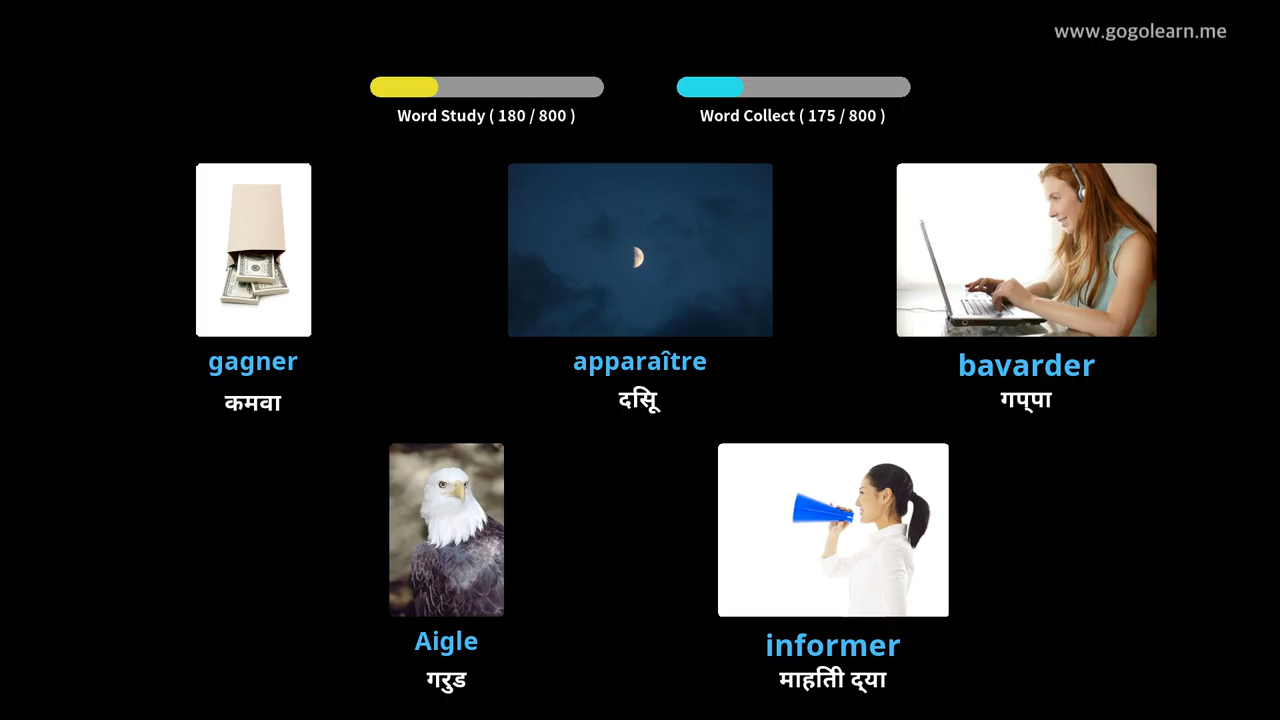 www.gogolearn.me
Word Study ( 180 / 800 )
Word Collect ( 175 / 800 )
gagner
कमवा
apparaître
दिसू
bavarder
गप्पा
Aigle
गरुड
informer
माहिती द्या